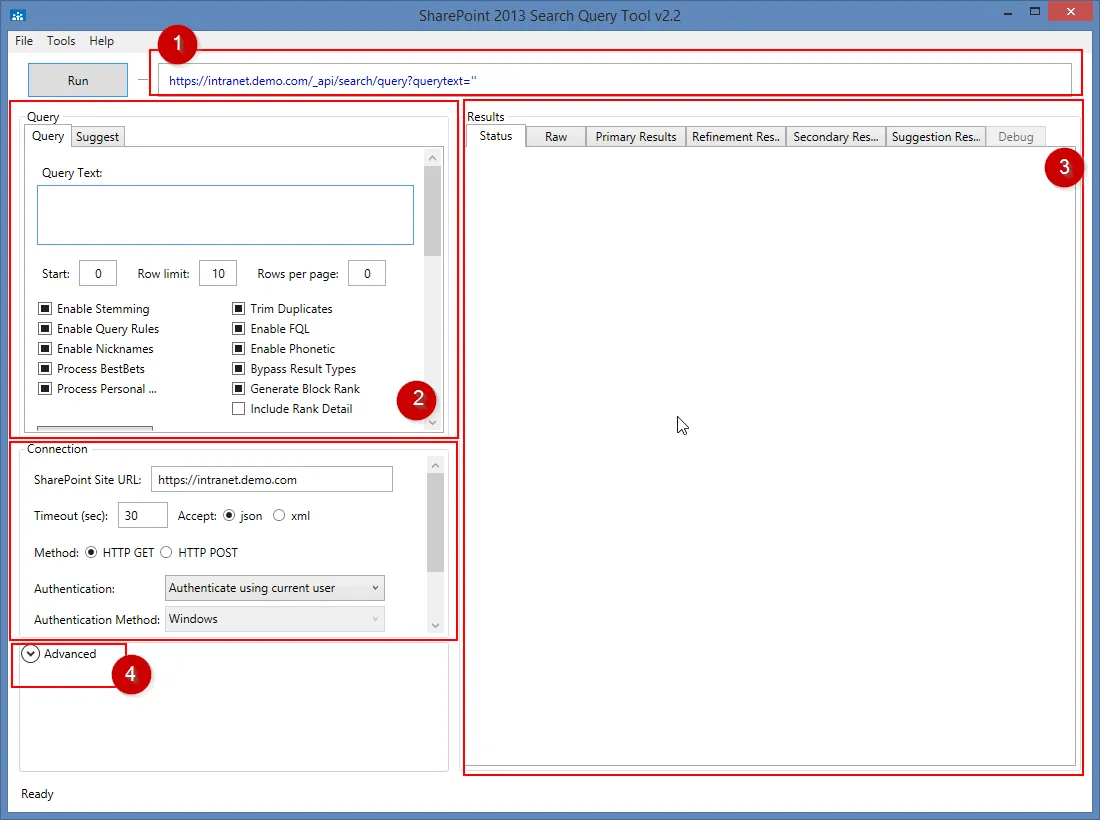 SharePoint 2013 Search Query Tool v2.2
File Tools Help
1
Run https://intranet.demo.com/_api/search/query?querytext=''
Query
Query Suggest
Query Text:
Start: 0 Row limit: 10 Rows per page: 0
Enable Stemming Trim Duplicates
Enable Query Rules Enable FQL
Enable Nicknames Enable Phonetic
Process BestBets Bypass Result Types
Process Personal ... Generate Block Rank
Include Rank Detail
2
Connection
SharePoint Site URL: https://intranet.demo.com
Timeout (sec): 30 Accept: json xml
Method: HTTP GET HTTP POST
Authentication: Authenticate using current user
Authentication Method: Windows
Advanced
4
Results
Status Raw Primary Results Refinement Res.. Secondary Res... Suggestion Res... Debug
3
Ready